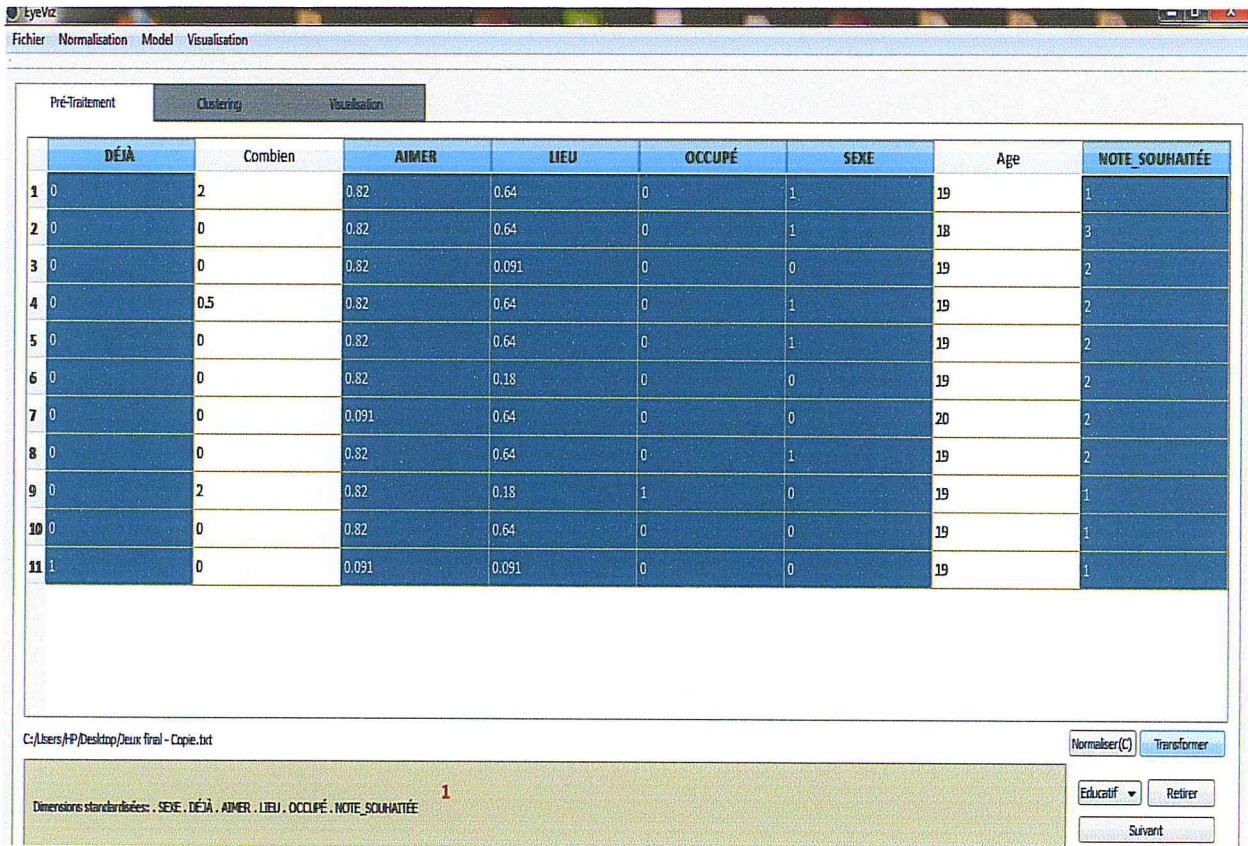 EyeViz
Fichier Normalisation Model Visualisation
Pré-Traitement Clustering Visualisation
DÉJÀ Combien AIMER LIEU OCCUPÉ SEXE Age NOTE_SOUHAITÉE
1 0 2 0.82 0.64 0 1 19 1
2 0 0 0.82 0.64 0 1 18 3
3 0 0 0.82 0.091 0 0 19 2
4 0 0.5 0.82 0.64 0 1 19 2
5 0 0 0.82 0.64 0 1 19 2
6 0 0 0.82 0.18 0 0 19 2
7 0 0 0.091 0.64 0 0 20 2
8 0 0 0.82 0.64 0 1 19 2
9 0 2 0.82 0.18 1 0 19 1
10 0 0 0.82 0.64 0 0 19 1
11 1 0 0.091 0.091 0 0 19 1
C:/Users/HP/Desktop/Jeux final - Copie.txt Normaliser(C) Transformer
1
Dimensions standardisées: . SEXE . DÉJÀ . AIMER . LIEU . OCCUPÉ . NOTE_SOUHAITÉE
Educatif Retirer
Suivant